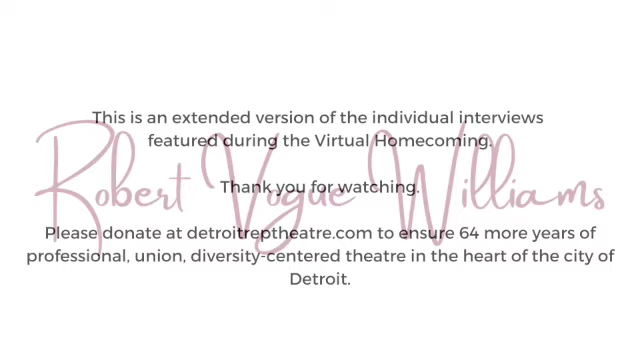 This is an extended version of the individual interviews
featured during the Virtual Homecoming.
Thank you for watching.
Robert Vogue Williams
Please donate at detroitreptheatre.com to ensure 64 more years of
professional, union, diversity-centered theatre in the heart of the city of
Detroit.